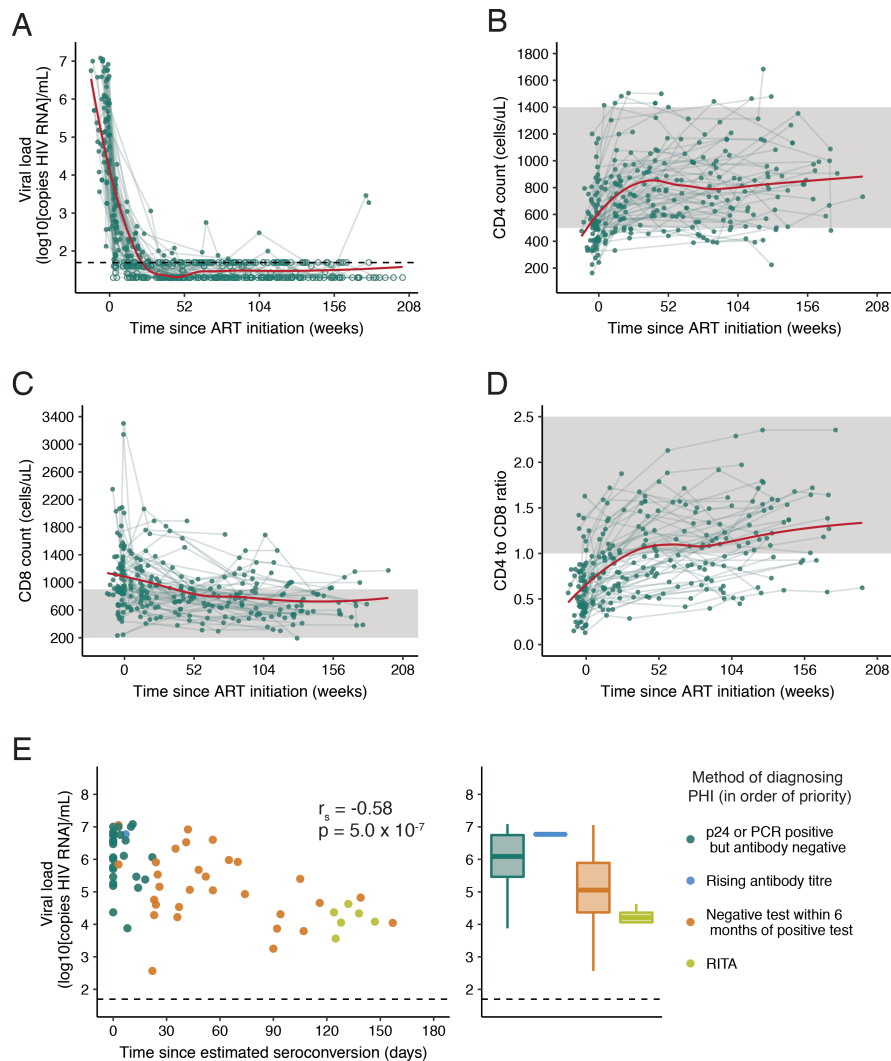 A
Viral load
(log10[copies HIV RNA]/mL)
7
6
5
4
3
2
0
52
104
156
208
Time since ART initiation (weeks)
B
CD4 count (cells/uL)
1800
1600
1400
1200
1000
800
600
400
200
0
52
104
156
208
Time since ART initiation (weeks)
C
CD8 count (cells/uL)
3400
3000
2600
2200
1800
1400
1000
600
200
0
52
104
156
208
Time since ART initiation (weeks)
D
CD4 to CD8 ratio
2.5
2.0
1.5
1.0
0.5
0.0
0
52
104
156
208
Time since ART initiation (weeks)
E
Viral load
(log10[copies HIV RNA]/mL)
8
7
6
5
4
3
2
r_s = -0.58
p = 5.0 x 10^-7
0
30
60
90
120
150
180
Time since estimated seroconversion (days)
8
7
6
5
4
3
2
Method of diagnosing
PHI (in order of priority)
p24 or PCR positive
but antibody negative
Rising antibody titre
Negative test within 6
months of positive test
RITA